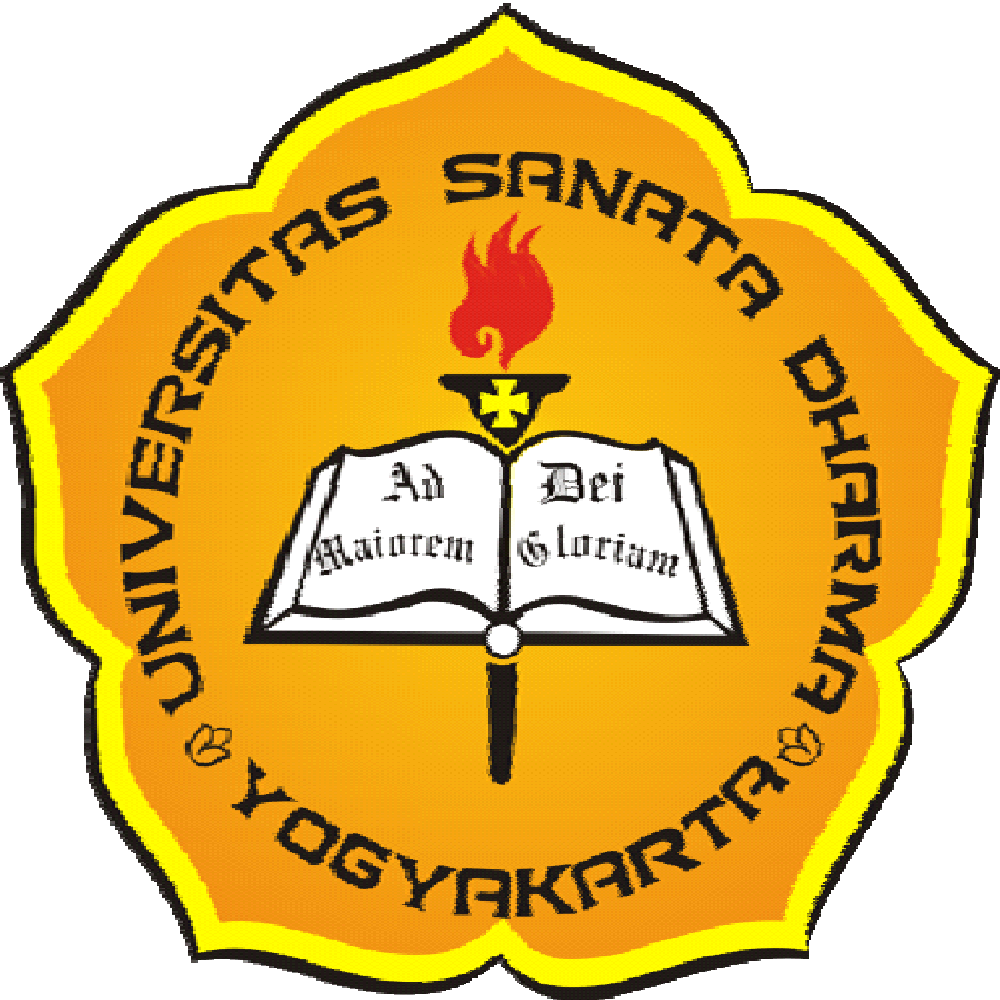 UNIVERSITAS SANATA DHARMA
Ad Dei
Maiorem Gloriam
YOGYAKARTA